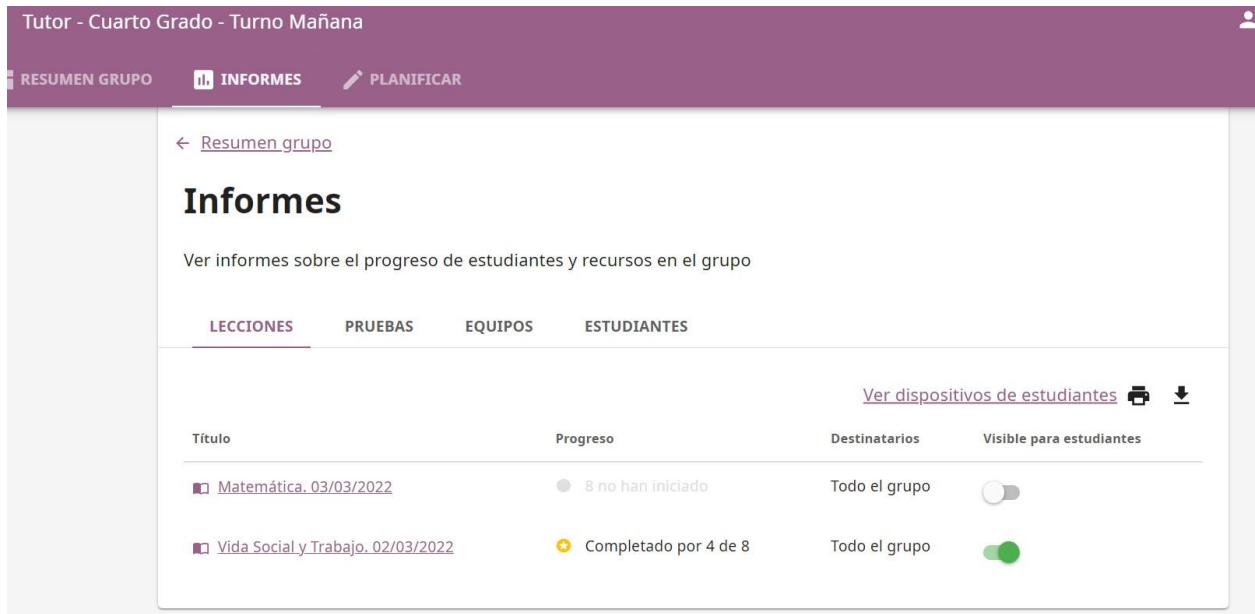 Tutor - Cuarto Grado - Turno Mañana
RESUMEN GRUPO INFORMES PLANIFICAR
Resumen grupo
Informes
Ver informes sobre el progreso de estudiantes y recursos en el grupo
LECCIONES PRUEBAS EQUIPOS ESTUDIANTES
Ver dispositivos de estudiantes
Título Progreso Destinatarios Visible para estudiantes
Matemática. 03/03/2022 8 no han iniciado Todo el grupo
Vida Social y Trabajo. 02/03/2022 Completado por 4 de 8 Todo el grupo